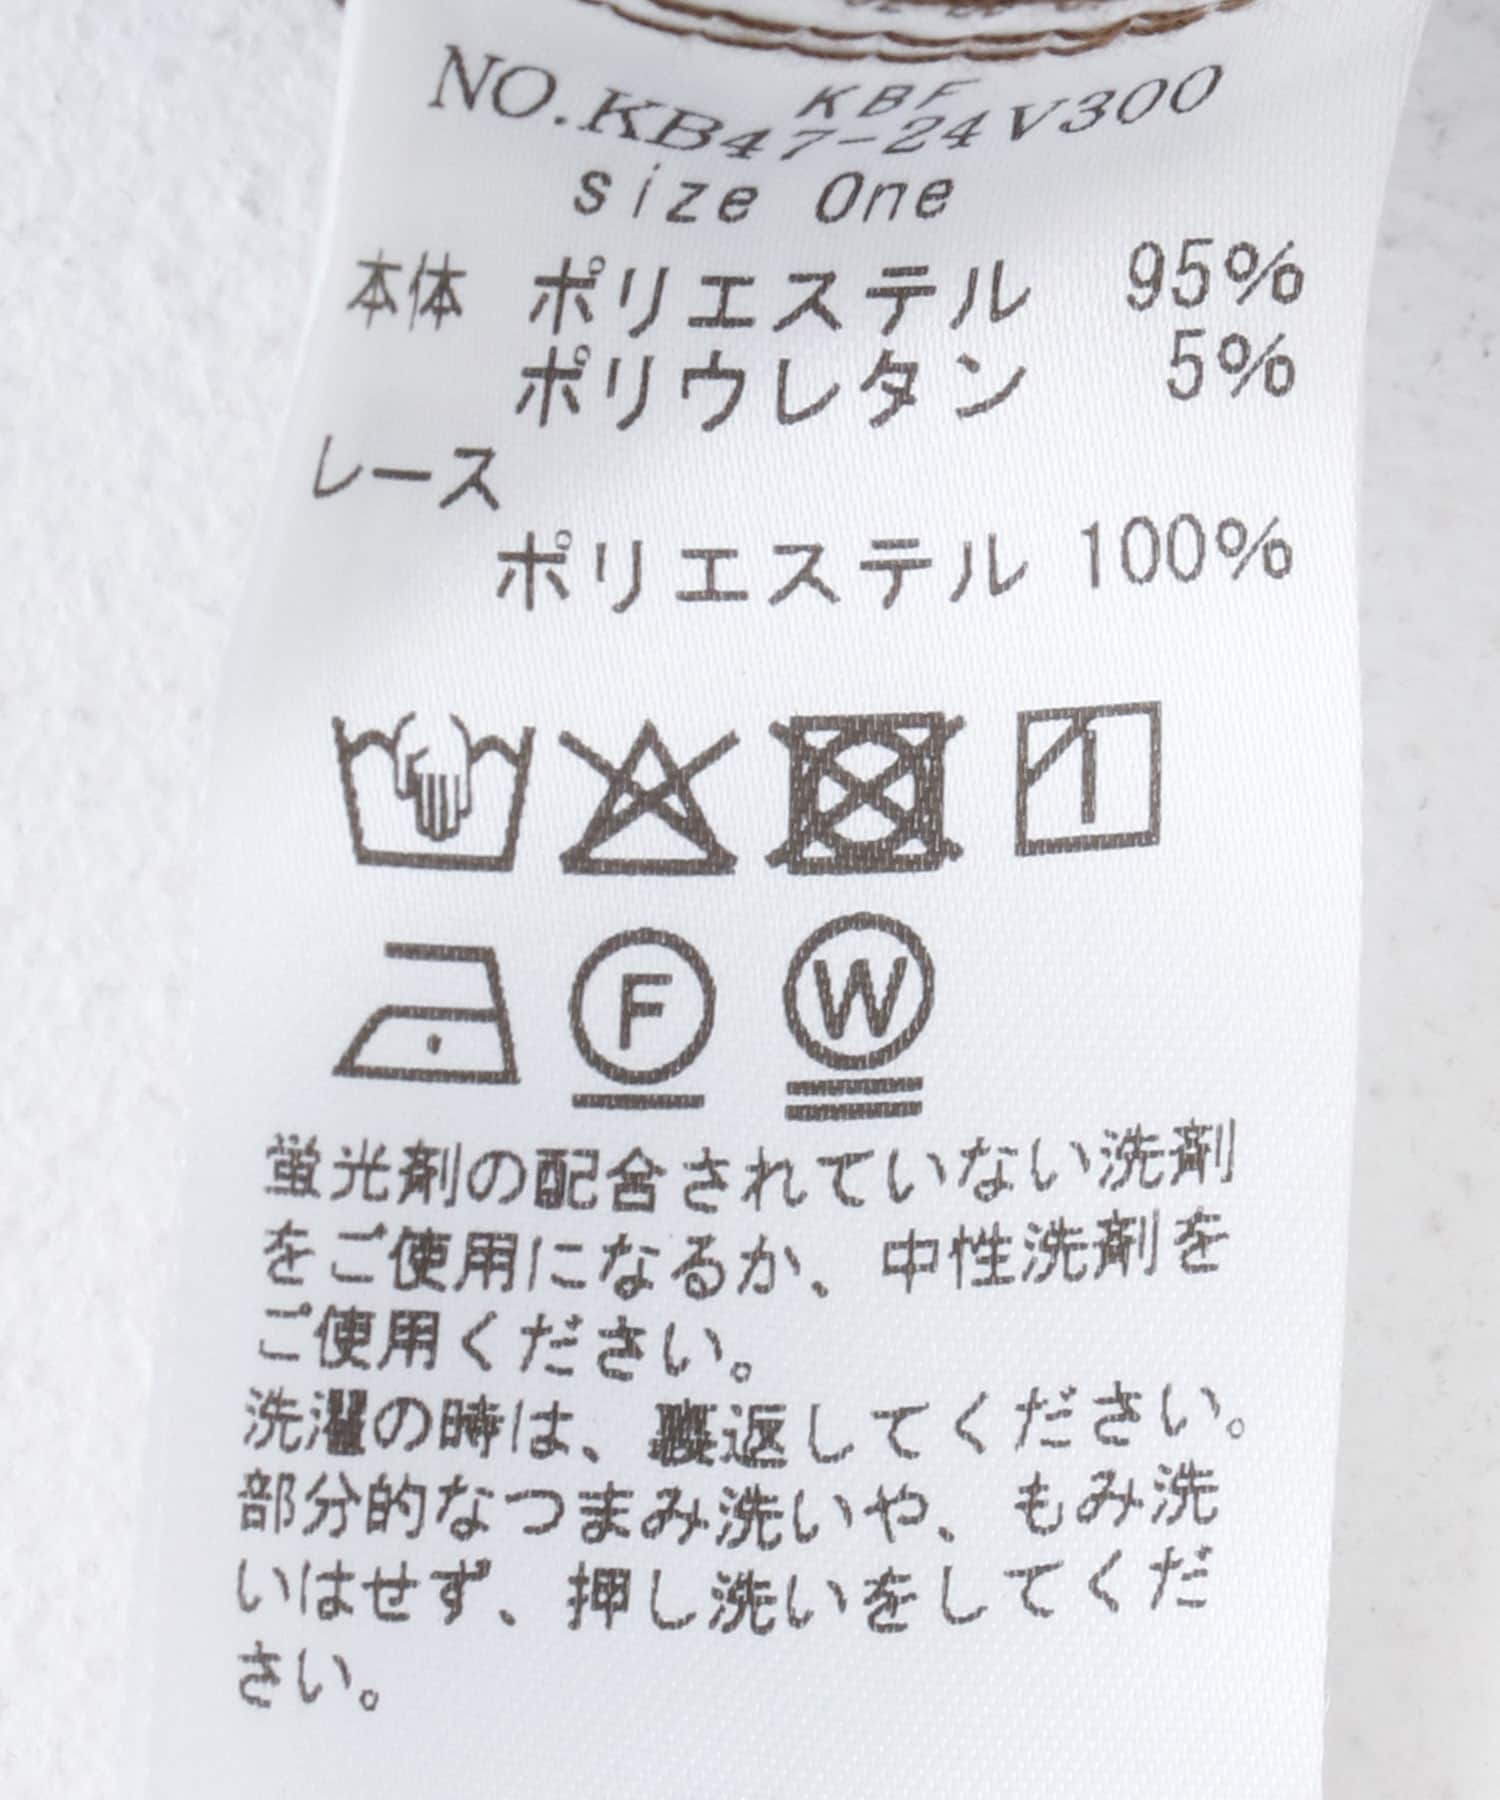 NO.KB47-24V300
KBF
size One
本体 ポリエステル 95%
ポリウレタン 5%
レース
ポリエステル 100%
F
W
蛍光剤の配合されていない洗剤
をご使用になるか、中性洗剤を
ご使用ください。
洗濯の時は、裏返してください。
部分的なつまみ洗いや、もみ洗
いはせず、押し洗いをしてくだ
さい。